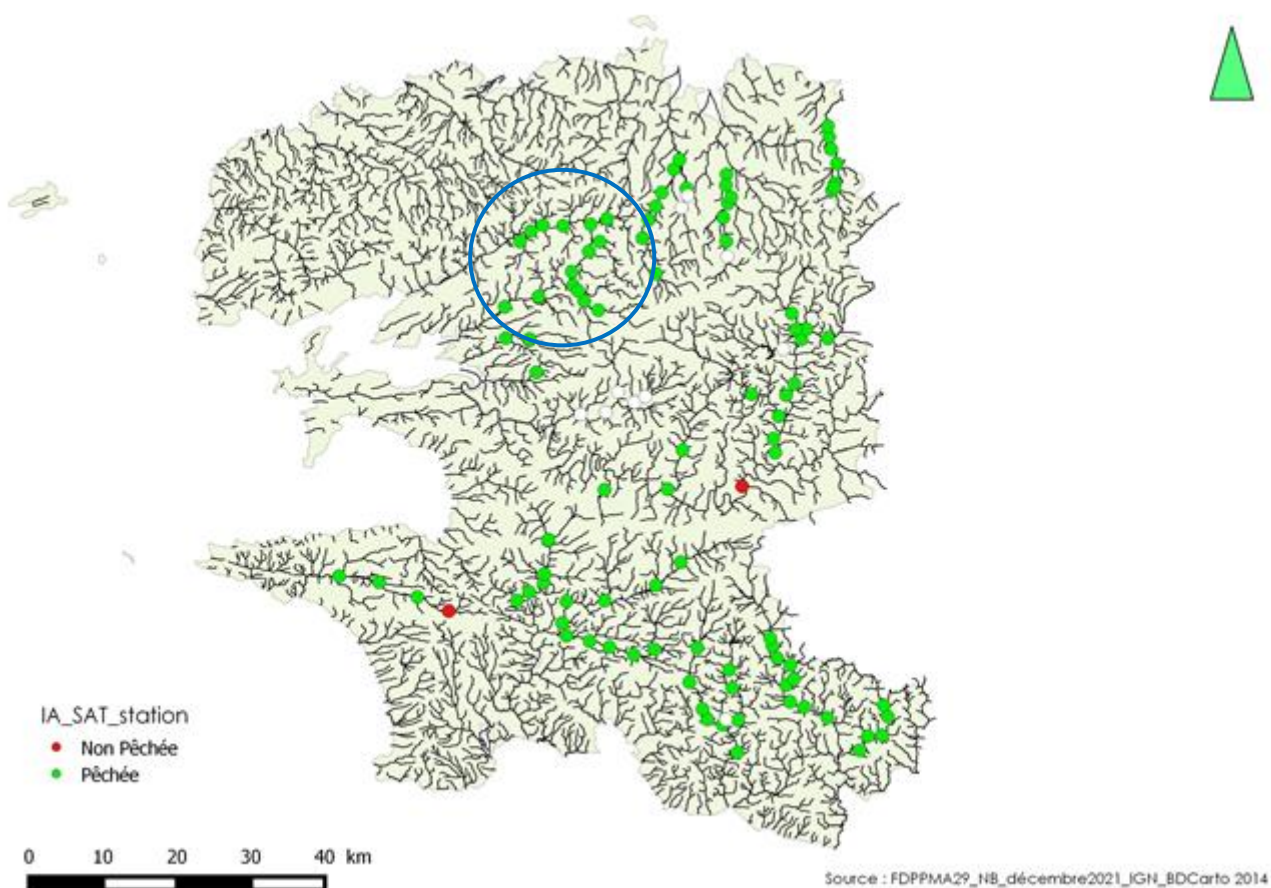 IA_SAT_station
Non Pêchée
Pêchée
0 10 20 30 40 km
Source : FDPPMA29_NB_décembre2021_IGN_BDCarto 2014